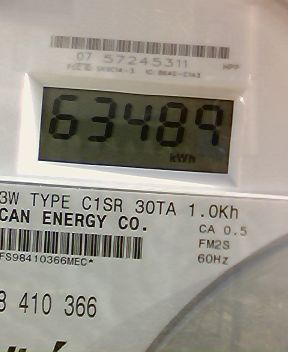 07 57245311
63489
kWh
3W TYPE C1SR 30TA 1.0Kh
CAN ENERGY CO.
CA 0.5
FM2S
FS98410366MEC*
60Hz
8 410 366